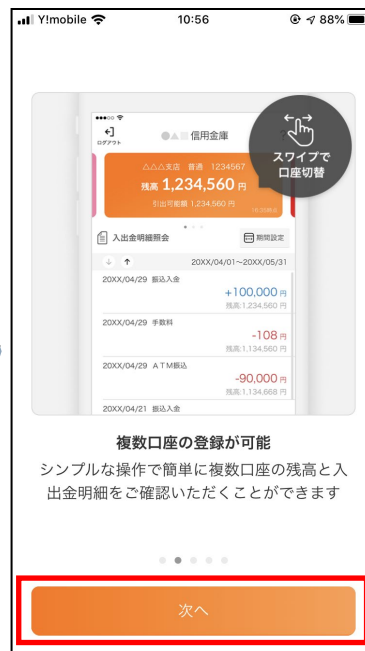 Y!mobile 10:56 88%
ログアウト
●▲■信用金庫
スワイプで
口座切替
△△△支店 普通 1234567
残高 1,234,560 円
引出可能額 1,234,560 円
入出金明細照会 期間設定
20XX/04/01～20XX/05/31
20XX/04/29 振込入金
+100,000 円
残高:1,234,560 円
20XX/04/29 手数料
-108 円
残高:1,134,560 円
20XX/04/29 ATM振込
-90,000 円
残高:1,134,668 円
20XX/04/21 振込入金
複数口座の登録が可能
シンプルな操作で簡単に複数口座の残高と入
出金明細をご確認いただくことができます
次へ